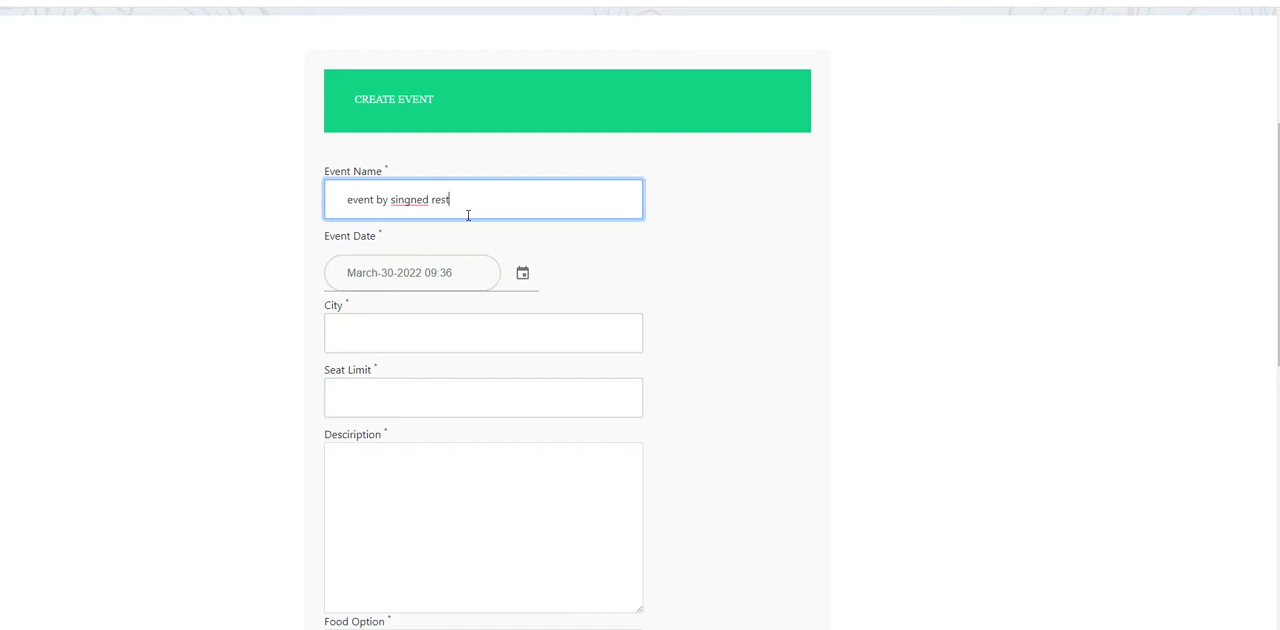 CREATE EVENT
Event Name *
event by singned rest
Event Date *
March-30-2022 09:36
City *
Seat Limit *
Desciription *
Food Option *